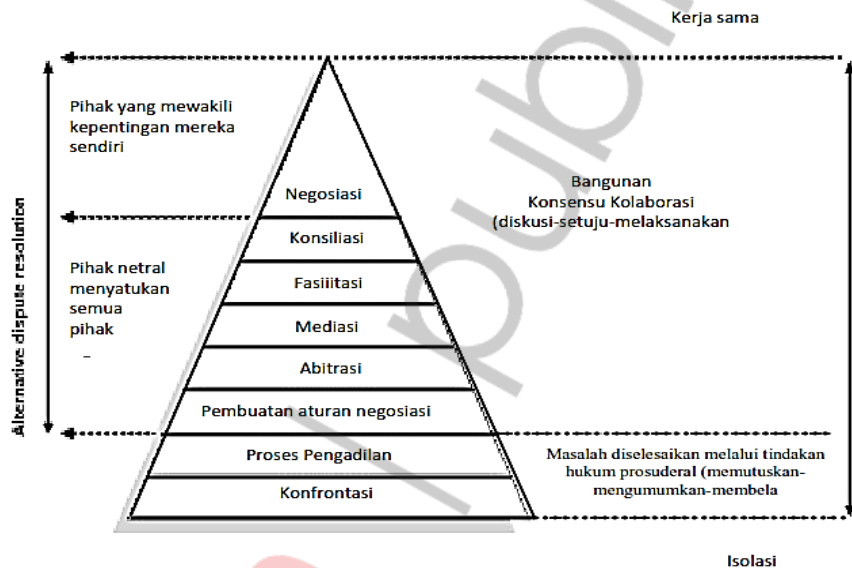 Kerja sama
Pihak yang mewakili
kepentingan mereka
sendiri
Alternative dispute resolution
Negosiasi
Bangunan
Konsensu Kolaborasi
(diskusi-setuju-melaksanakan
Konsiliasi
Pihak netral
menyatukan
semua
pihak
–
Fasiiitasi
Mediasi
Abitrasi
Pembuatan aturan negosiasi
Proses Pengadilan
Masalah diselesaikan melalui tindakan
hukum prosuderal (memutuskan-
mengumumkan-membela
Konfrontasi
Isolasi